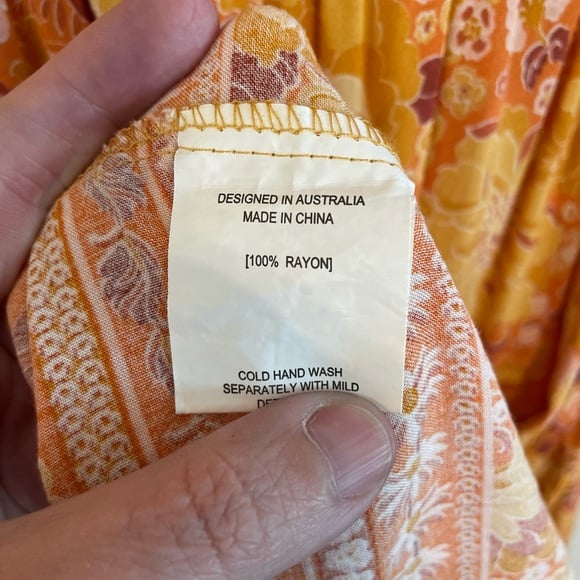 DESIGNED IN AUSTRALIA
MADE IN CHINA
[100% RAYON]
COLD HAND WASH
SEPARATELY WITH MILD